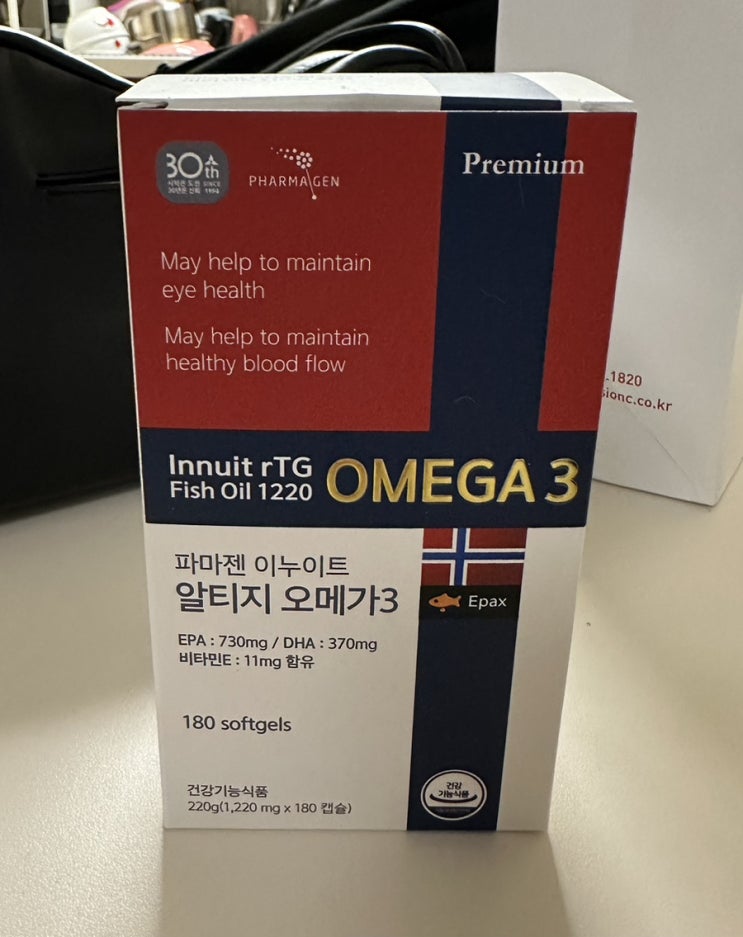 30th
SINCE
1994
PHARMAGEN
Premium
May help to maintain
eye health
May help to maintain
healthy blood flow
Innuit rTG
Fish Oil 1220
OMEGA 3
파마젠 이누이트
알티지 오메가3
Epax
EPA : 730mg / DHA : 370mg
비타민E : 11mg 함유
180 softgels
건강기능식품
220g(1,220 mg x 180 캡슐)
건강
기능식품
.1820
sionc.co.kr